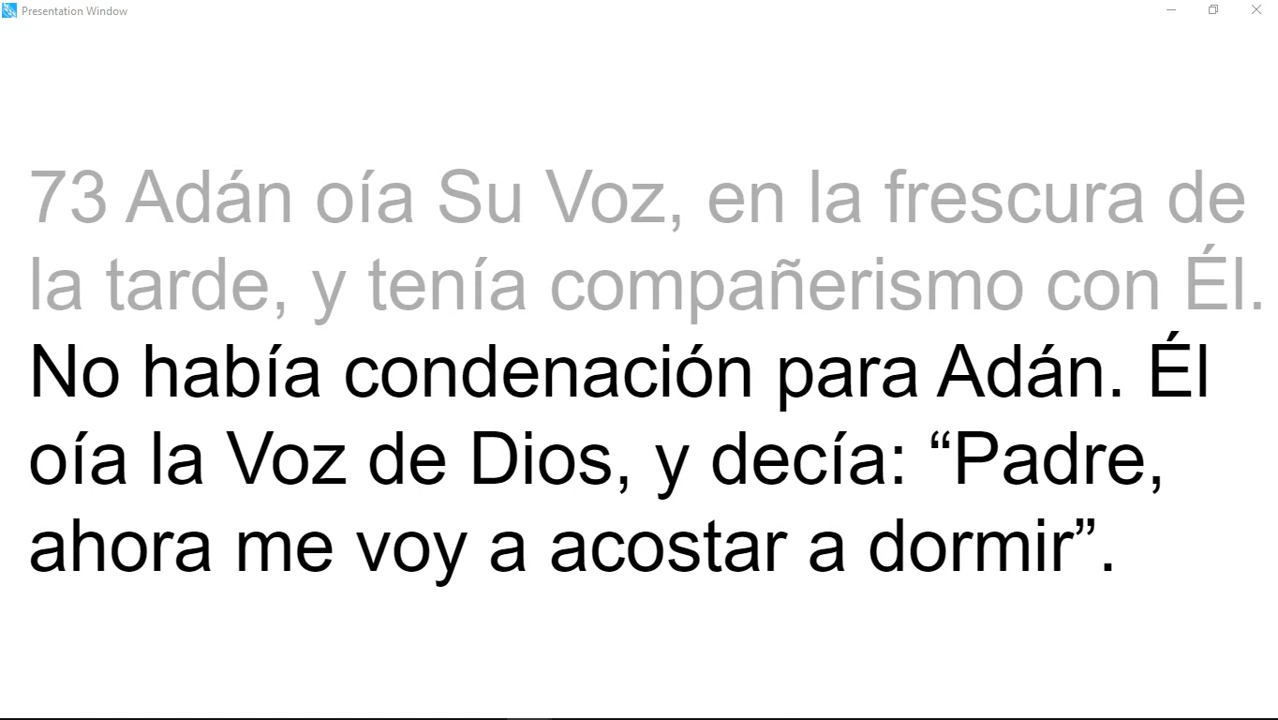 Presentation Window
73 Adán oía Su Voz, en la frescura de
la tarde, y tenía compañerismo con Él.
No había condenación para Adán. Él
oía la Voz de Dios, y decía: “Padre,
ahora me voy a acostar a dormir”.